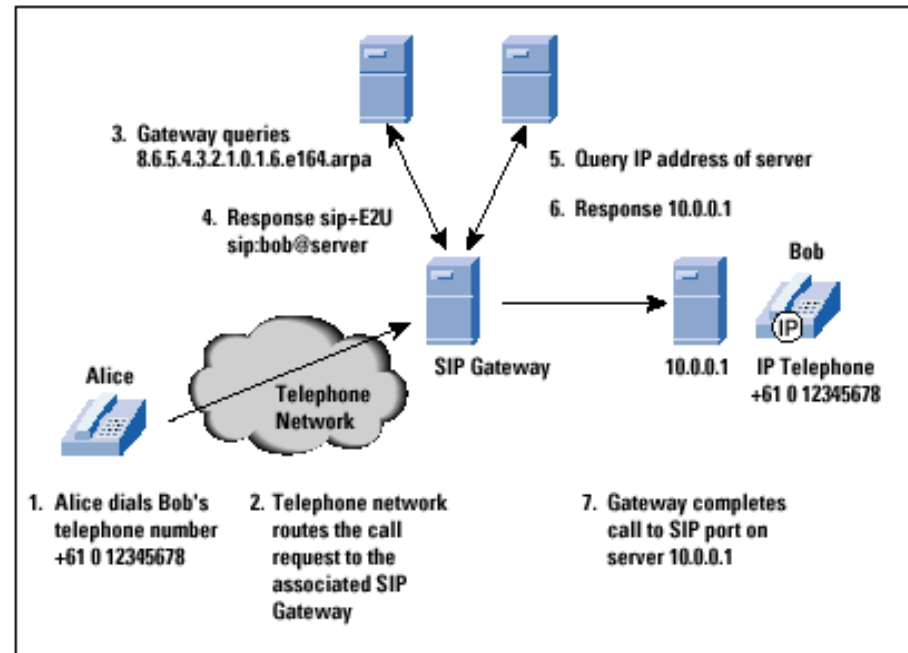 3. Gateway queries
8.6.5.4.3.2.1.0.1.6.e164.arpa
4. Response sip+E2U
sip:bob@server
5. Query IP address of server
6. Response 10.0.0.1
Bob
IP
Alice
Telephone
Network
SIP Gateway
10.0.0.1
IP Telephone
+61 0 12345678
1. Alice dials Bob's
telephone number
+61 0 12345678
2. Telephone network
routes the call
request to the
associated SIP
Gateway
7. Gateway completes
call to SIP port on
server 10.0.0.1